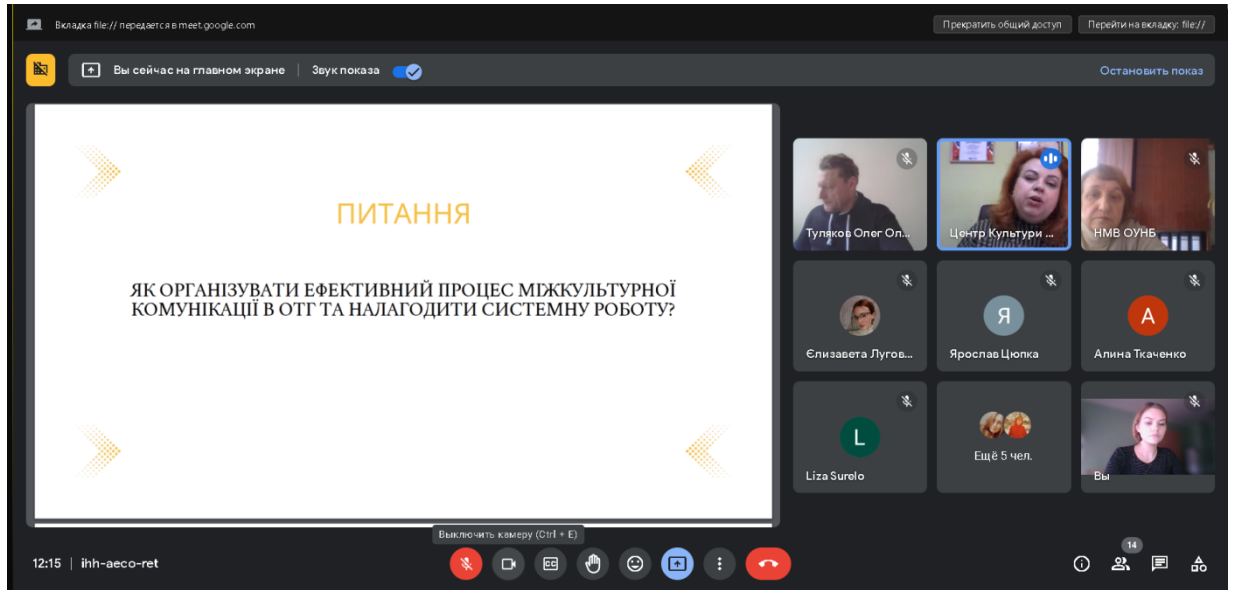 Вкладка file:// передается в meet.google.com
Прекратить общий доступ
Перейти на вкладку: file://
Вы сейчас на главном экране
Звук показа
Остановить показ
ПИТАННЯ
ЯК ОРГАНІЗУВАТИ ЕФЕКТИВНИЙ ПРОЦЕС МІЖКУЛЬТУРНОЇ
КОМУНІКАЦІЇ В ОТГ ТА НАЛАГОДИТИ СИСТЕМНУ РОБОТУ?
Туляков Олег Ол...
Центр Культури ...
НМВ ОУНБ
Єлизавета Лугов...
Я
Ярослав Цюпка
А
Алина Ткаченко
L
Liza Surelo
Ещё 5 чел.
Вы
Выключить камеру (Ctrl + E)
12:15 | ihh-aeco-ret
CC
14